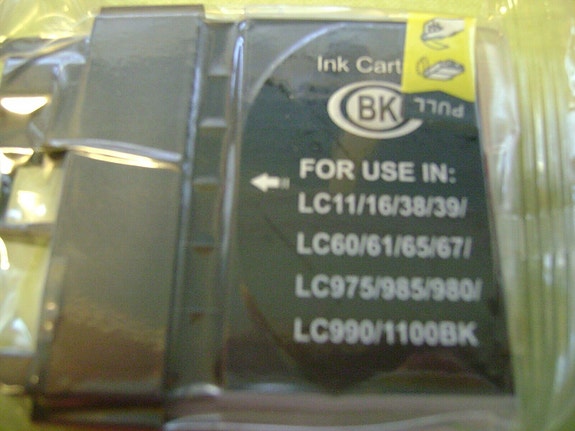 Ink Cart
BK
PULL
FOR USE IN:
LC11/16/38/39/
LC60/61/65/67/
LC975/985/980/
LC990/1100BK